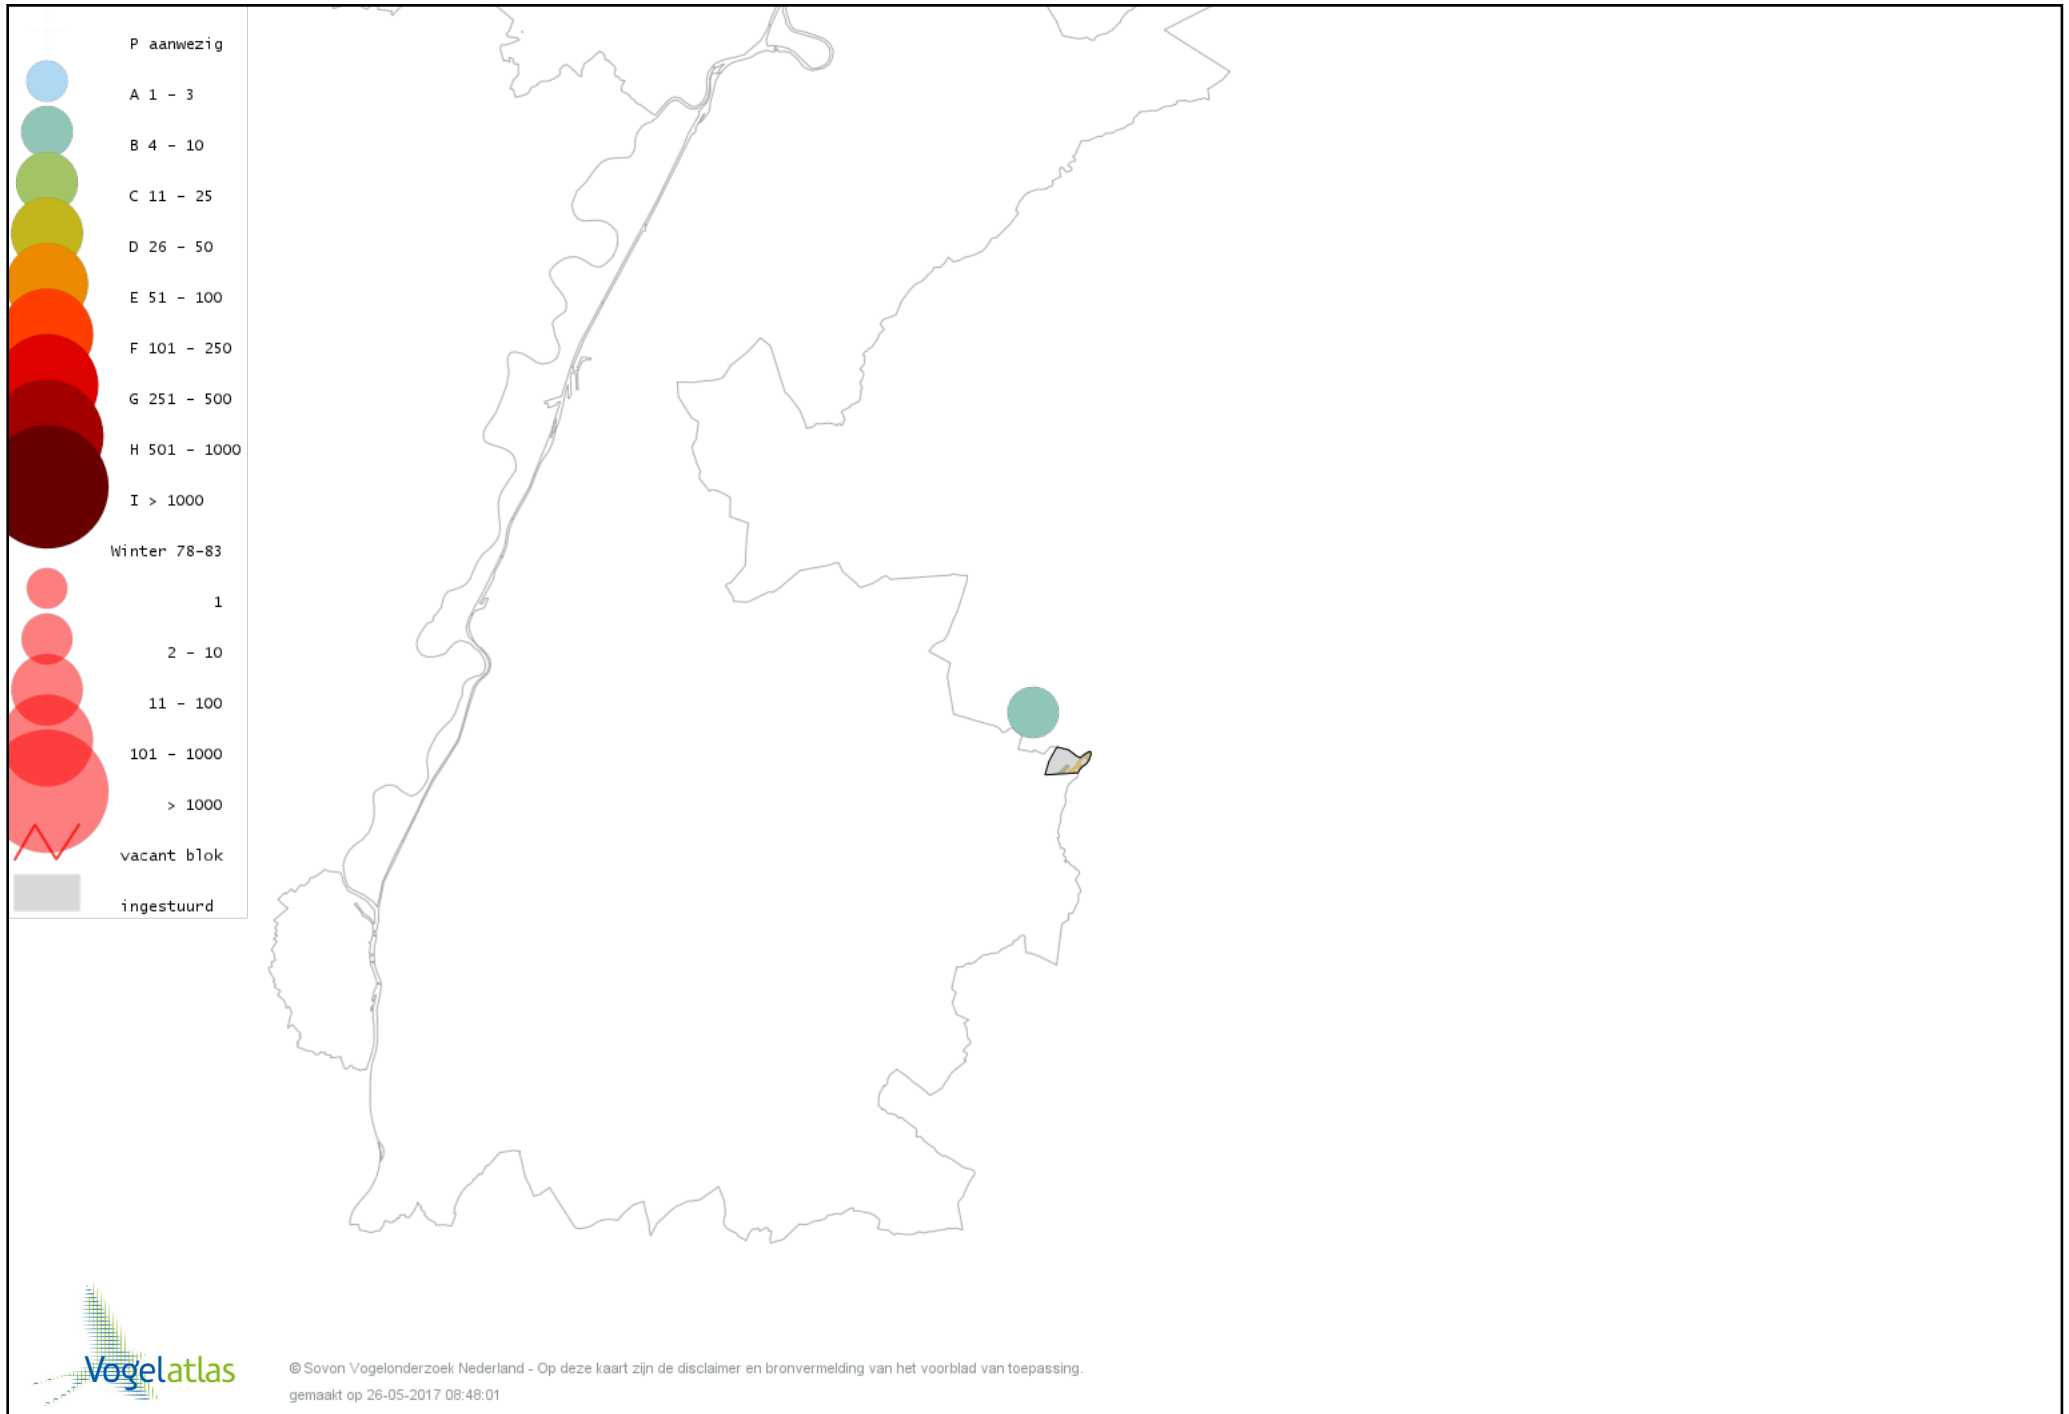 P aanwezig
A 1 - 3
B 4 - 10
C 11 - 25
D 26 - 50
E 51 - 100
F 101 - 250
G 251 - 500
H 501 - 1000
I > 1000
Winter 78-83
1
2 - 10
11 - 100
101 - 1000
> 1000
vacant blok
ingestuurd
Vogelatlas
© Sovon Vogelonderzoek Nederland - Op deze kaart zijn de disclaimer en bronvermelding van het voorblad van toepassing.
gemaakt op 26-05-2017 08:48:01